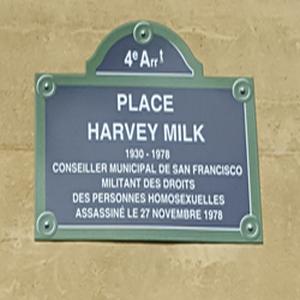 4e Arrt
PLACE
HARVEY MILK
1930 - 1978
CONSEILLER MUNICIPAL DE SAN FRANCISCO
MILITANT DES DROITS
DES PERSONNES HOMOSEXUELLES
ASSASSINÉ LE 27 NOVEMBRE 1978